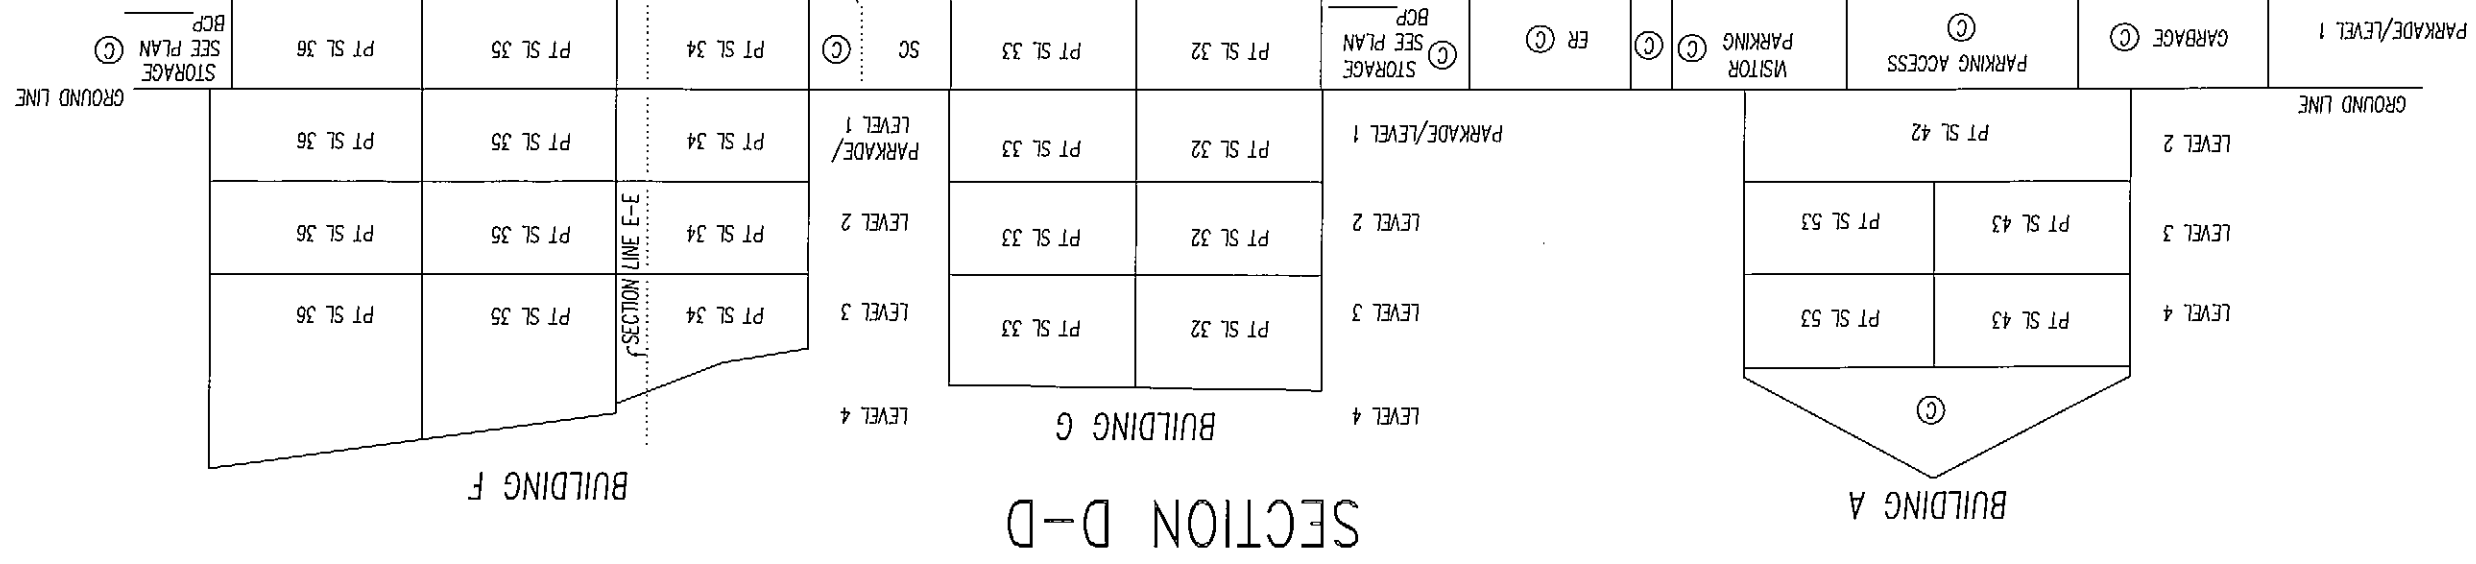 SECTION D-D
BUILDING A
BUILDING F
BUILDING G
C
LEVEL 4
LEVEL 4
LEVEL 4
PT SL 43
PT SL 53
LEVEL 3
PT SL 32
PT SL 33
LEVEL 3
PT SL 34
SECTION LINE E-E
PT SL 35
PT SL 36
LEVEL 3
PT SL 43
PT SL 53
LEVEL 2
PT SL 32
PT SL 33
LEVEL 2
PT SL 34
PT SL 35
PT SL 36
LEVEL 2
PT SL 42
PARKADE/LEVEL 1
PT SL 32
PT SL 33
PARKADE/
LEVEL 1
PT SL 34
PT SL 35
PT SL 36
GROUND LINE
GROUND LINE
PARKADE/LEVEL 1
GARBAGE C
PARKING ACCESS
C
VISITOR
PARKING C
C
ER C
STORAGE
SEE PLAN
BCP
C
PT SL 32
PT SL 33
SC
C
PT SL 34
PT SL 35
PT SL 36
STORAGE
SEE PLAN
BCP
C